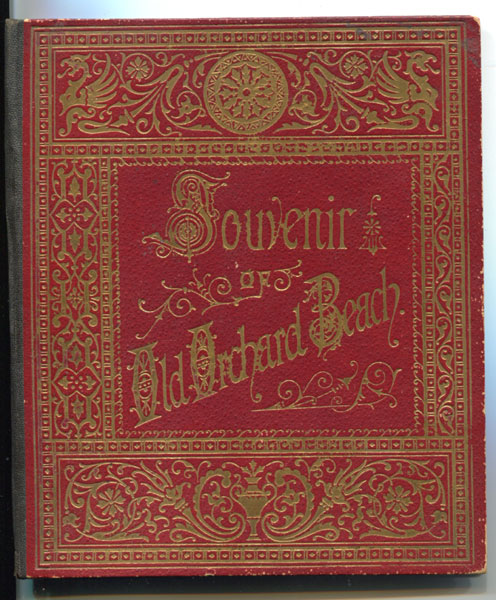 Souvenir
OF
Old Orchard Beach.